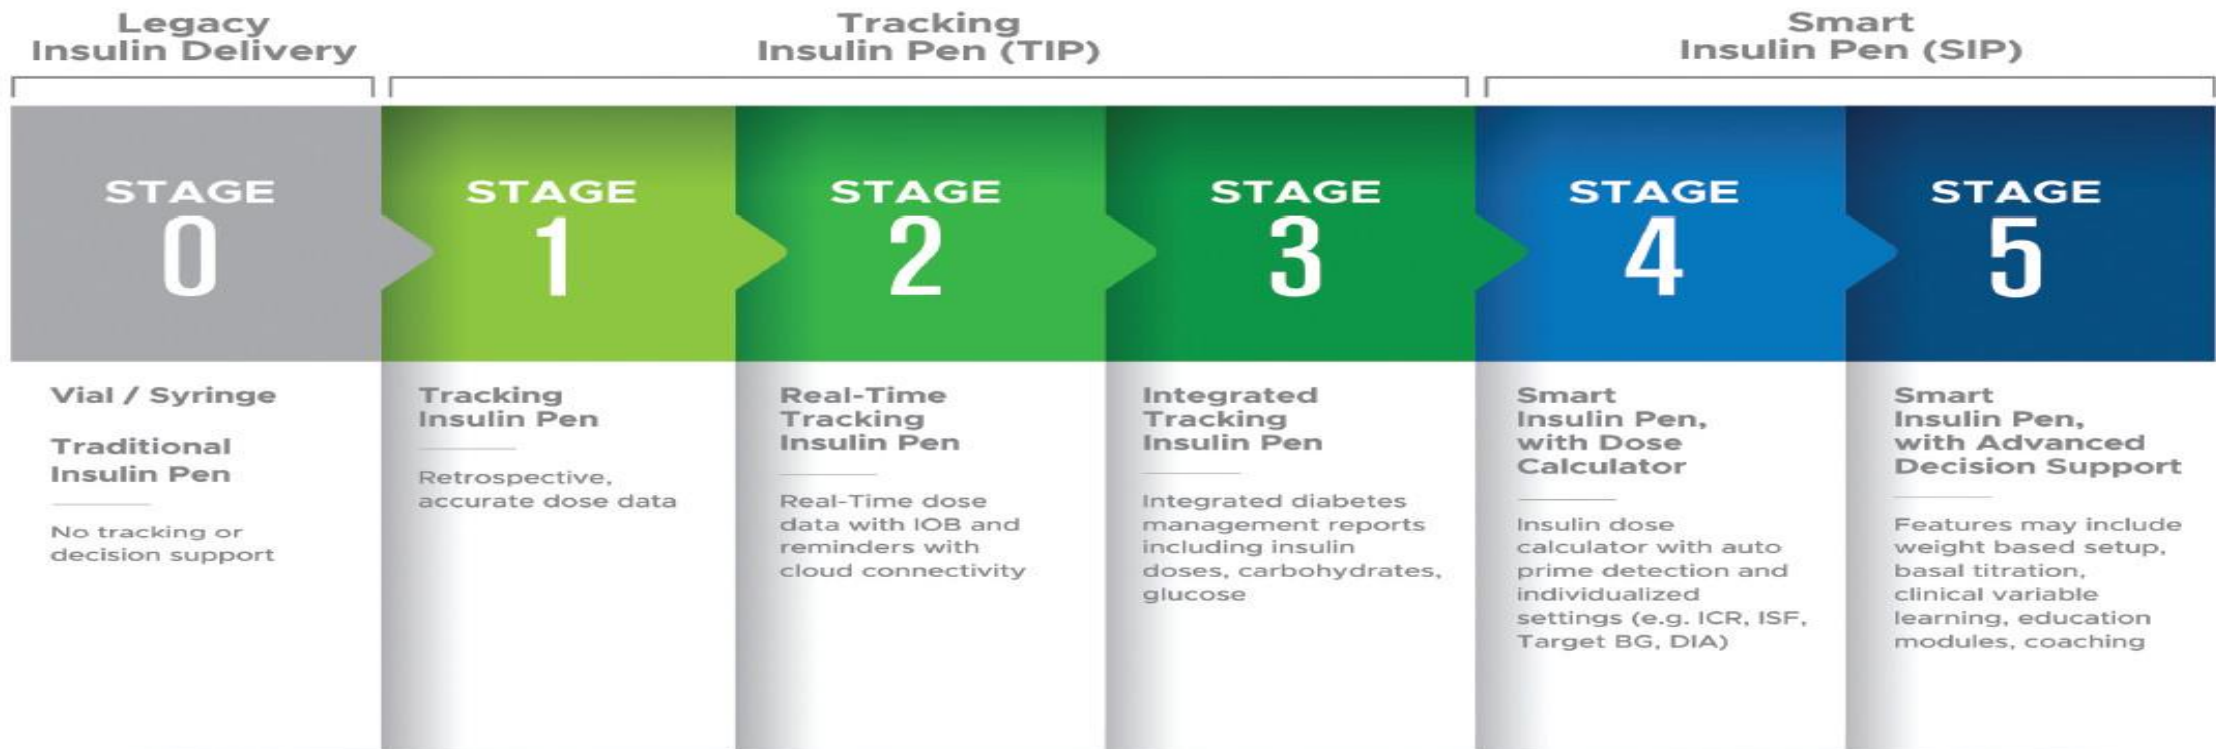 Legacy
Insulin Delivery
Tracking
Insulin Pen (TIP)
Smart
Insulin Pen (SIP)
STAGE
0
STAGE
1
STAGE
2
STAGE
3
STAGE
4
STAGE
5
Vial / Syringe
Traditional
Insulin Pen
No tracking or
decision support
Tracking
Insulin Pen
Retrospective,
accurate dose data
Real-Time
Tracking
Insulin Pen
Real-Time dose
data with IOB and
reminders with
cloud connectivity
Integrated
Tracking
Insulin Pen
Integrated diabetes
management reports
including insulin
doses, carbohydrates,
glucose
Smart
Insulin Pen,
with Dose
Calculator
Insulin dose
calculator with auto
prime detection and
individualized
settings (e.g. ICR, ISF,
Target BG, DIA)
Smart
Insulin Pen,
with Advanced
Decision Support
Features may include
weight based setup,
basal titration,
clinical variable
learning, education
modules, coaching